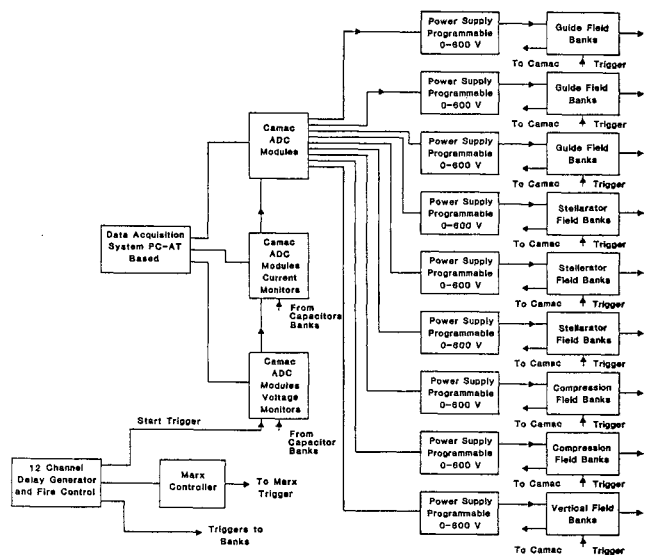 Power Supply
Programmable
0-600 V
Guide Field
Banks
To Camac
Trigger
Power Supply
Programmable
0-600 V
Guide Field
Banks
To Camac
Trigger
Camac
ADC
Modules
Power Supply
Programmable
0-600 V
Guide Field
Banks
To Camac
Trigger
Power Supply
Programmable
0-600 V
Stellarator
Field Banks
To Camac
Trigger
Data Acquisition
System PC-AT
Based
Camac
ADC
Modules
Current
Monitors
From
Capacitors
Banks
Power Supply
Programmable
0-600 V
Stellerator
Field Banks
To Camac
Trigger
Power Supply
Programmable
0-600 V
Stellarator
Field Banks
To Camac
Trigger
Camac
ADC
Modules
Voltage
Monitors
From
Capacitor
Banks
Power Supply
Programmable
0-600 V
Compression
Field Banks
To Camac
Trigger
Start Trigger
Power Supply
Programmable
0-600 V
Compression
Field Banks
To Camac
Trigger
12 Channel
Delay Generator
and Fire Control
Marx
Controller
To Marx
Trigger
Triggers to
Banks
Power Supply
Programmable
0-600 V
Vertical Field
Banks
To Camac
Trigger